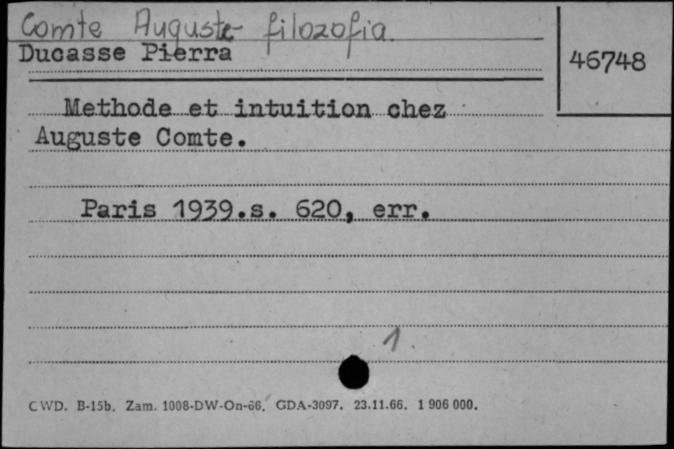 Comte Auguste- filozofia.
Ducasse Pierra
46748
Methode et intuition chez
Auguste Comte.
Paris 1939.s. 620, err.
1
CWD. B-15b. Zam. 1008-DW-On-66. GDA-3097. 23.11.66. 1 906 000.